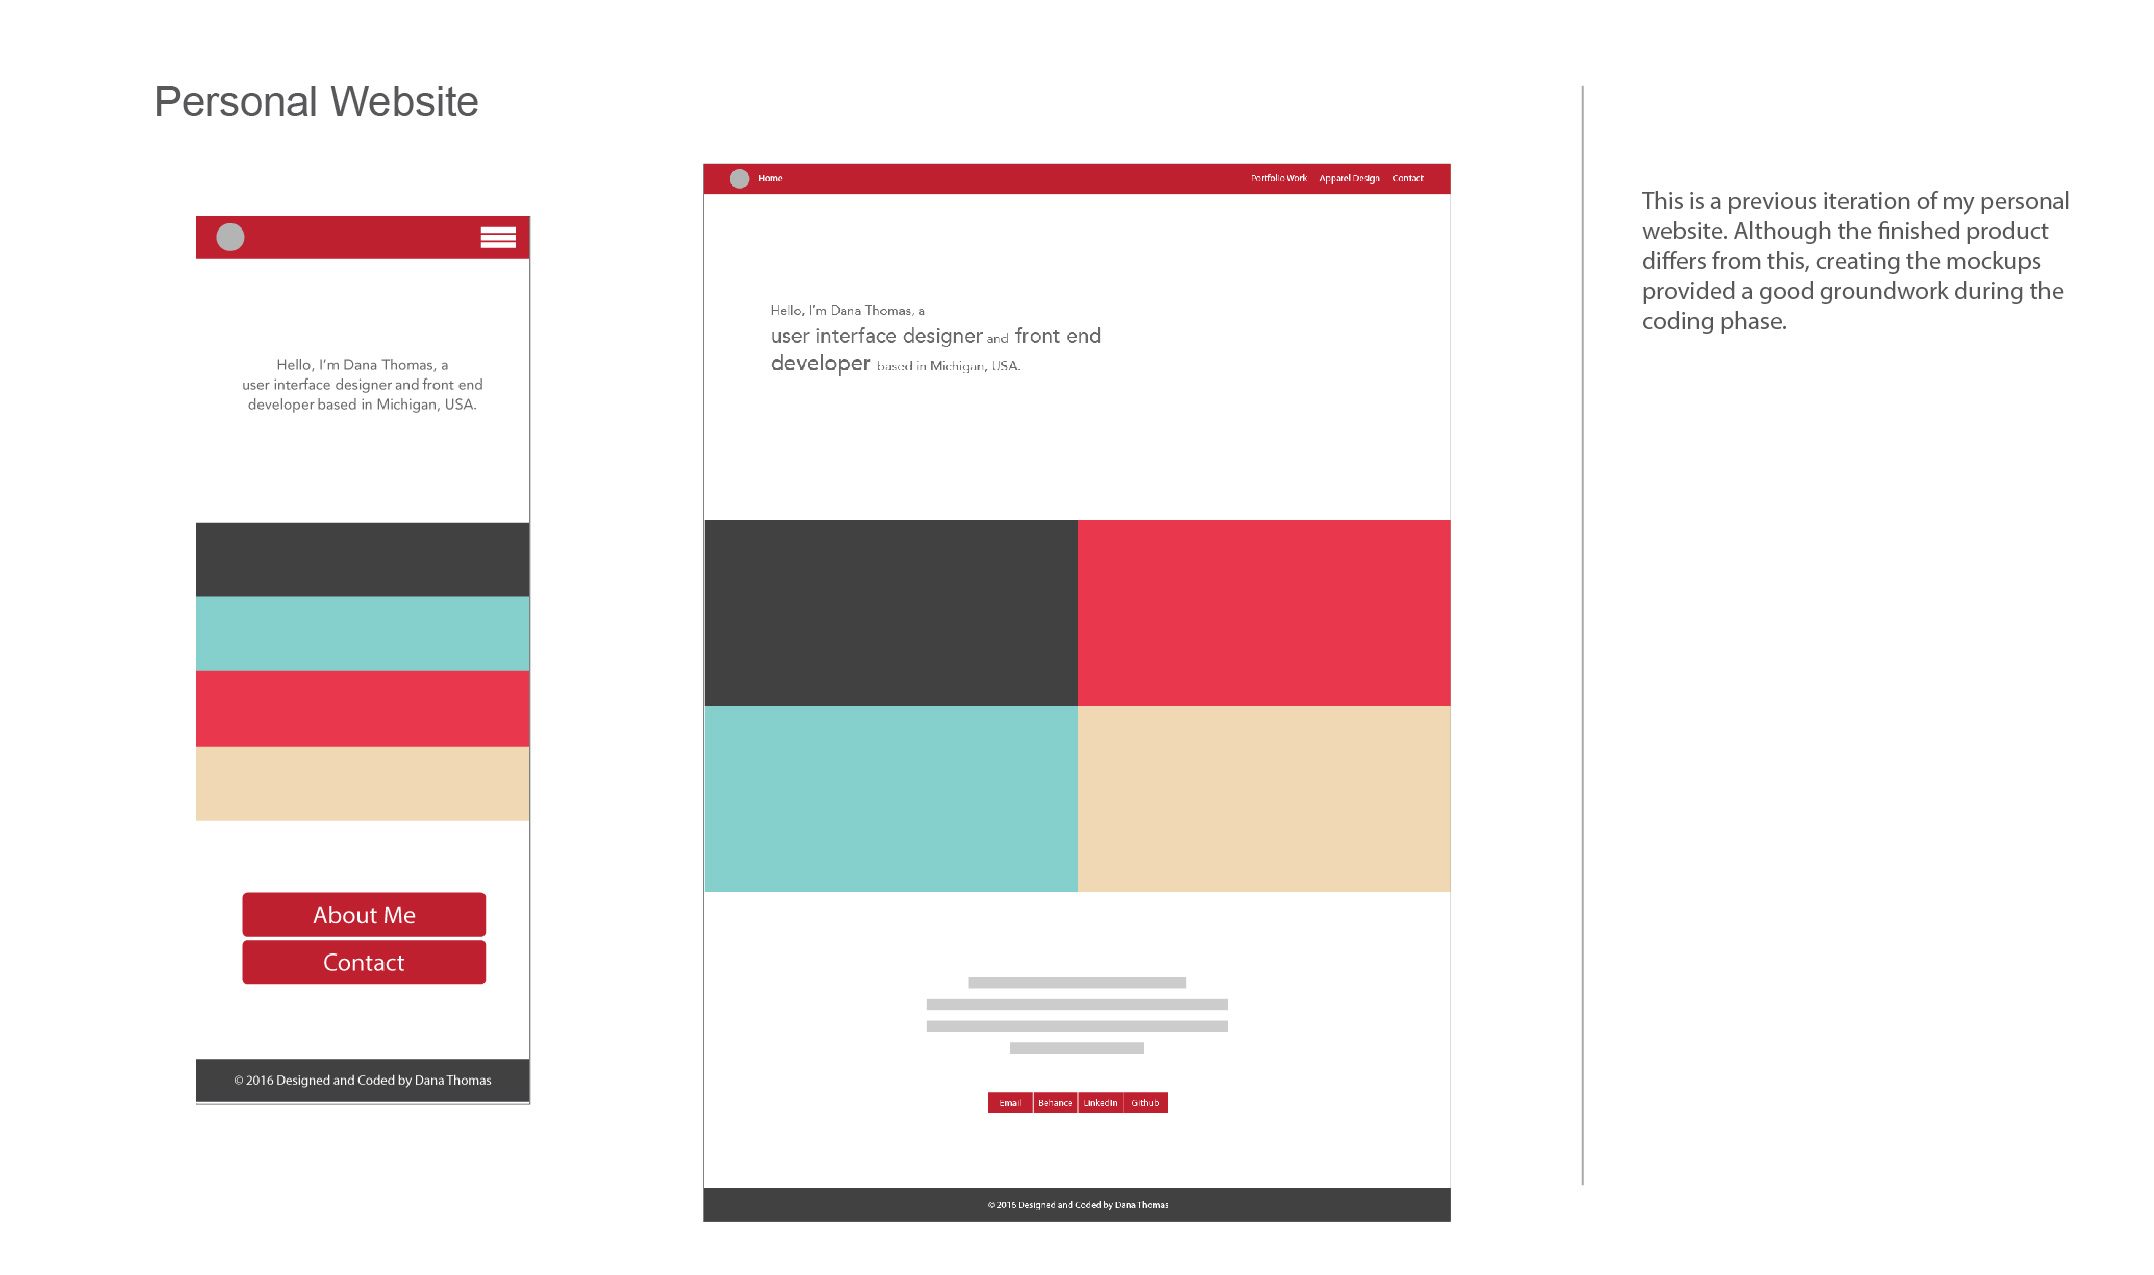 Personal Website
Hello, I'm Dana Thomas, a
user interface designer and front end
developer based in Michigan, USA.
About Me
Contact
© 2016 Designed and Coded by Dana Thomas
Home Portfolio Work Apparel Design Contact
Hello, I'm Dana Thomas, a
user interface designer and front end
developer based in Michigan, USA.
Email Behance LinkedIn Github
© 2016 Designed and Coded by Dana Thomas
This is a previous iteration of my personal
website. Although the finished product
differs from this, creating the mockups
provided a good groundwork during the
coding phase.